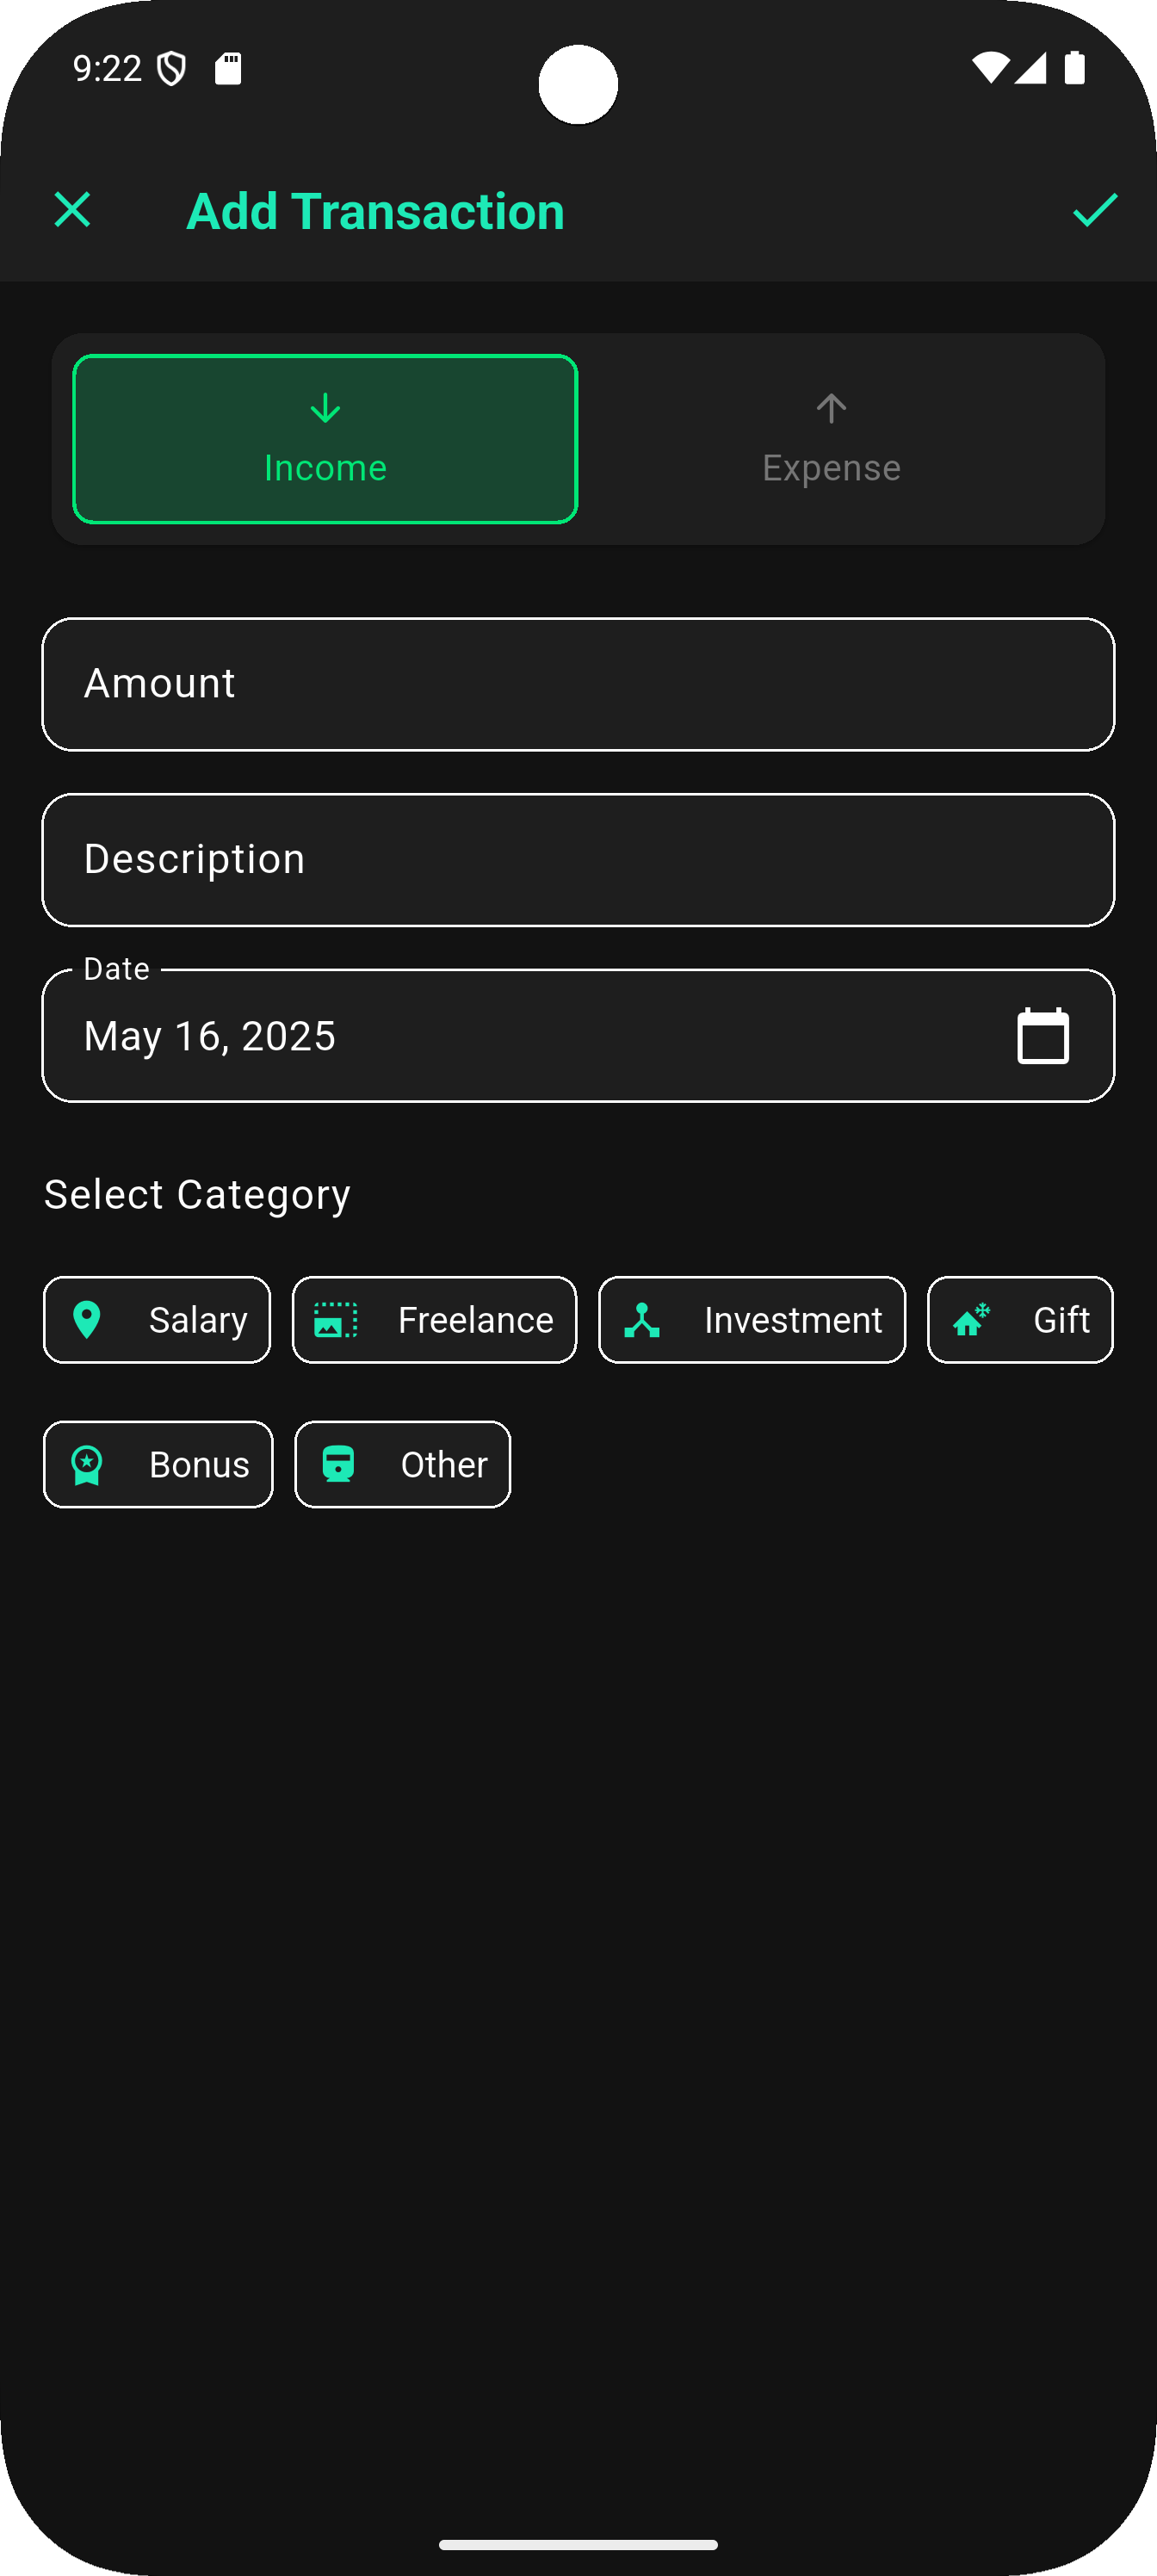 9:22
Add Transaction
Income Expense
Amount
Description
Date
May 16, 2025
Select Category
Salary Freelance Investment Gift
Bonus Other